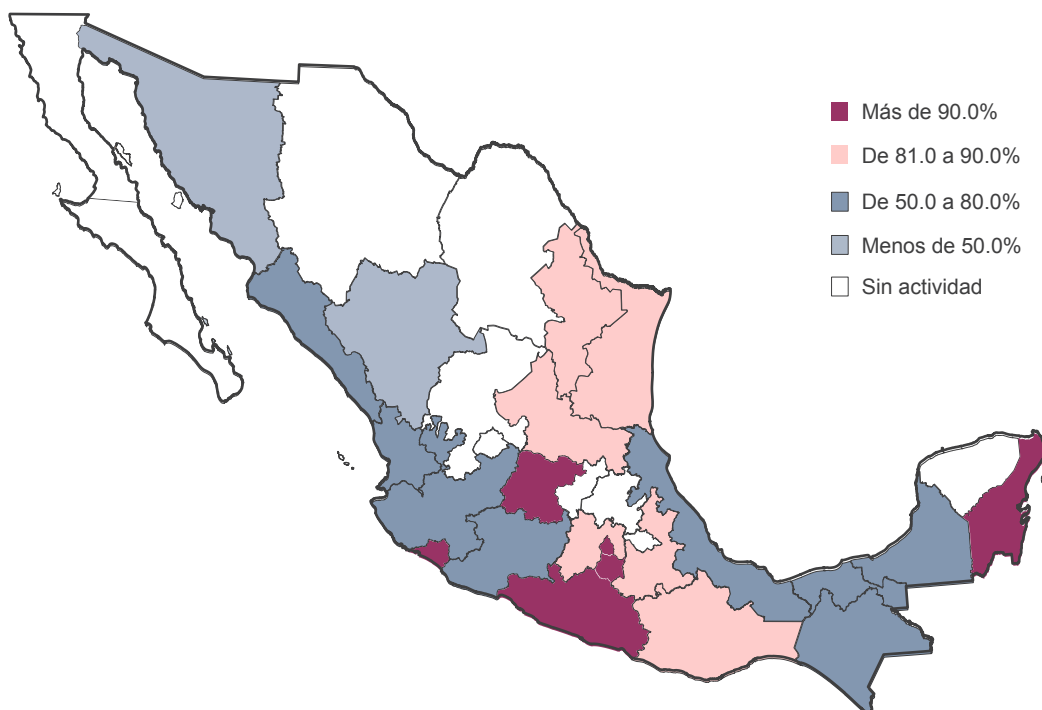 Más de 90.0%
De 81.0 a 90.0%
De 50.0 a 80.0%
Menos de 50.0%
Sin actividad